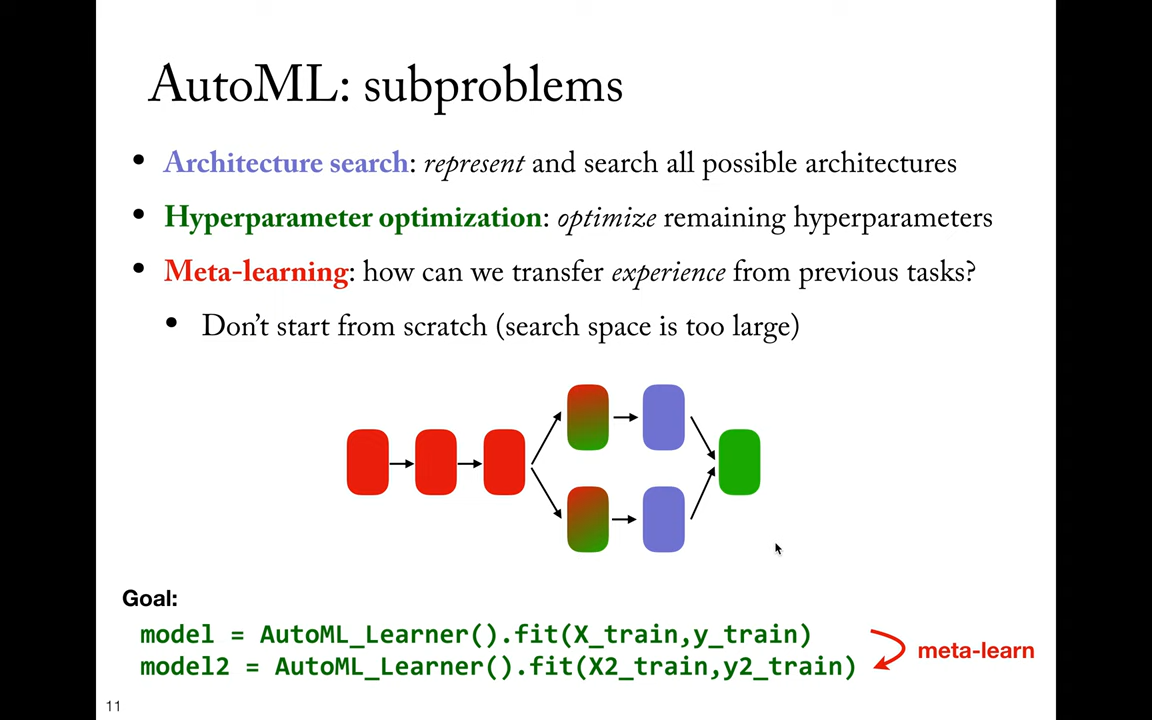 AutoML: subproblems
• Architecture search: represent and search all possible architectures
• Hyperparameter optimization: optimize remaining hyperparameters
• Meta-learning: how can we transfer experience from previous tasks?
• Don’t start from scratch (search space is too large)
Goal:
model = AutoML_Learner().fit(X_train,y_train)
model2 = AutoML_Learner().fit(X2_train,y2_train)
meta-learn
11